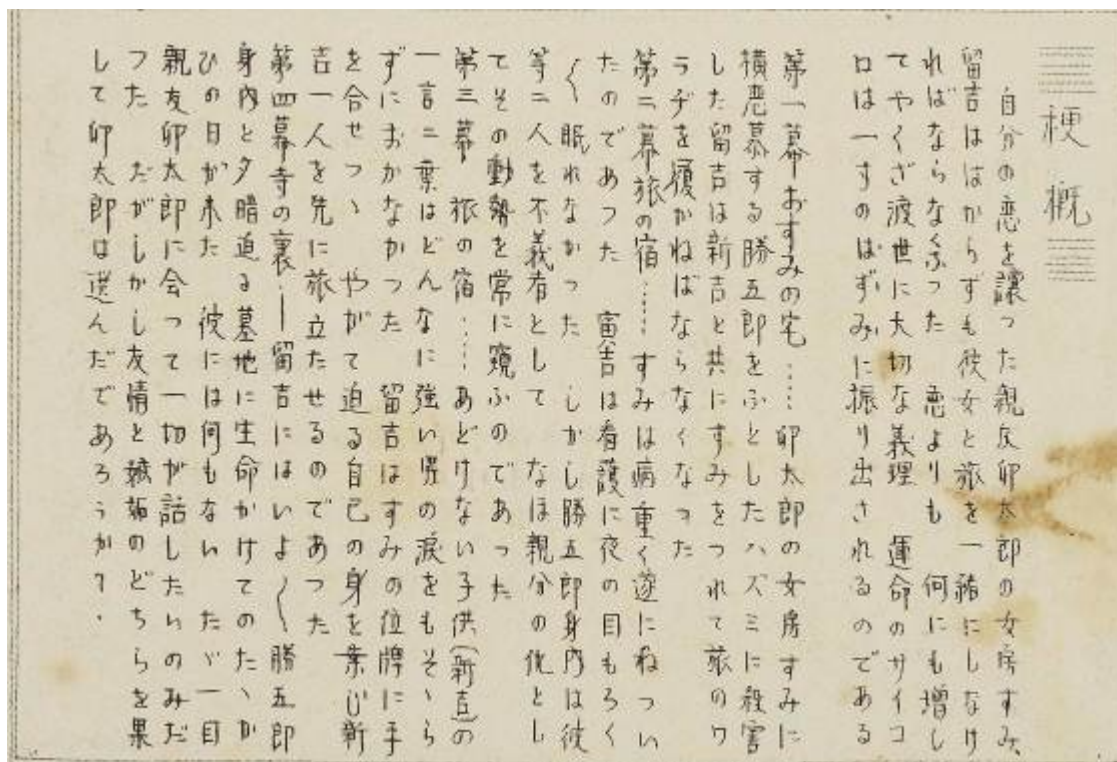 梗概
自分の恋を譲った親友卯太郎の女房すみ、
留吉ははからずも彼女と旅を一緒にしなけ
ればならなくなった 恋よりも 何にも増し
てやくざ渡世に大切な義理 運命のサイコ
ロは一すのはずみに振り出されるのである
第一幕おすみの宅……卯太郎の女房すみに
横恋慕する勝五郎をふとしたハズミに殺害
した留吉は新吉と共にすみをつれて旅のワ
ラヂを履かねばならなくなった
第二幕旅の宿……すみは病重く遂にねつい
たのであつた 留吉は看護に夜の目もろく
〱眠れなかった しかし勝五郎身内は彼
等二人を不義者として なほ親分の仇とし
てその動勢を常に窺ふのであった
第三幕 旅の宿……あどけない子供(新吉)の
一言二葉はどんなに強い男の涙をもそゝら
ずにおかなかった 留吉はすみの位牌に手
を合せつゝ やがて迫る自己の身を案じ新
吉一人を先に旅立たせるのであつた
第四幕寺の裏―留吉にはいよ〱勝五郎
身内と夕暗迫る墓地に生命かけてのたゝか
ひの日が来た 彼には何もない たゞ一目
親友卯太郎に会って一切が話したいのみだ
つた だがしかし友情と嫉妬のどちらを果
して卯太郎は選んだであろうか?.